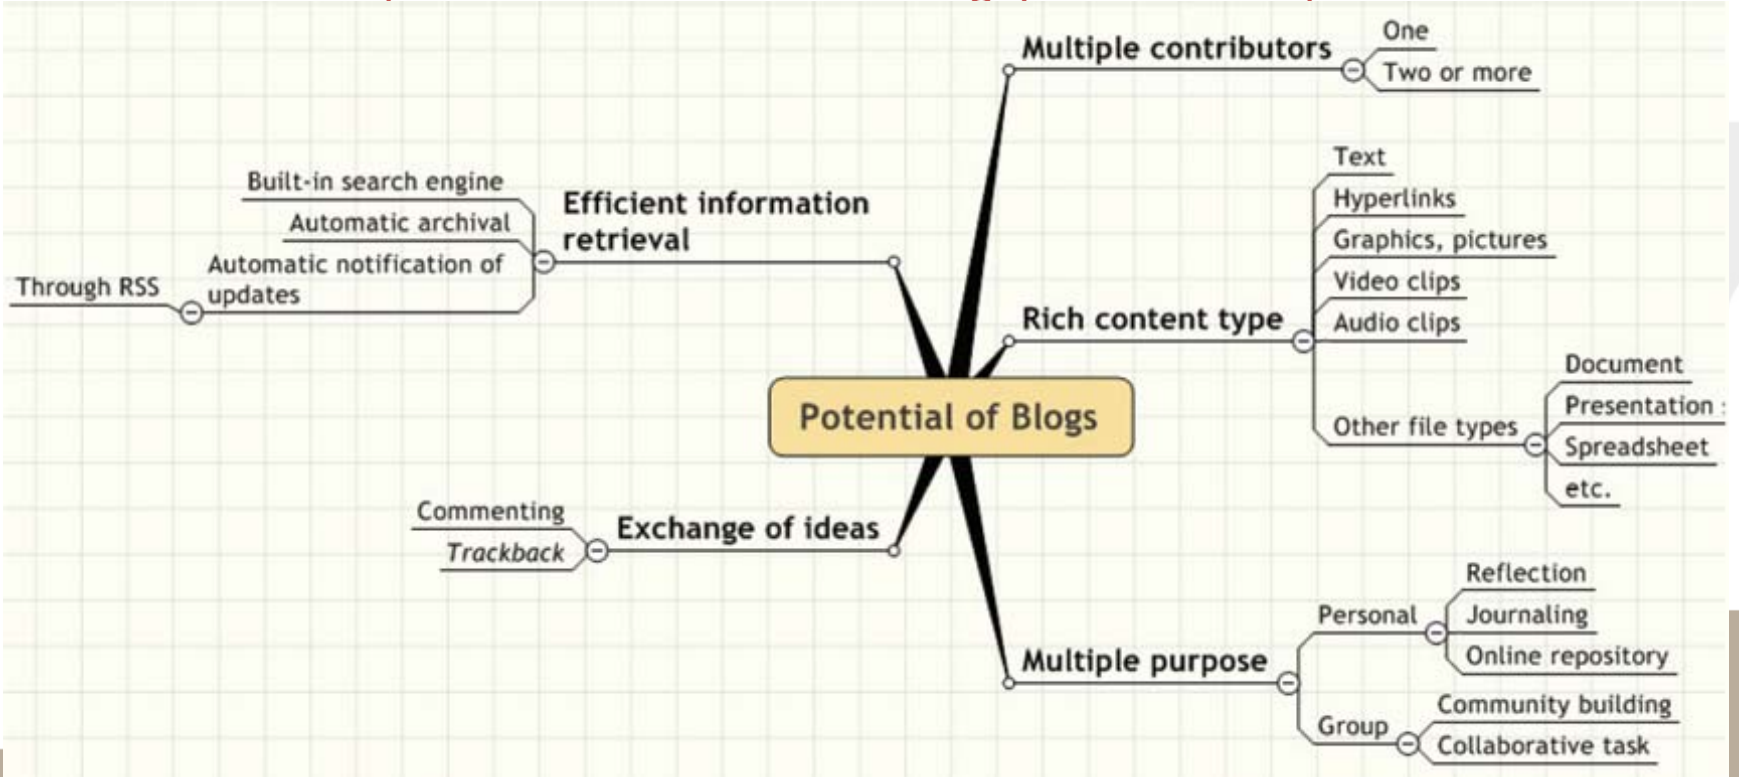 Multiple contributors
One
Two or more
Built-in search engine
Automatic archival
Automatic notification of
updates
Through RSS
Efficient information
retrieval
Rich content type
Text
Hyperlinks
Graphics, pictures
Video clips
Audio clips
Other file types
Document
Presentation
Spreadsheet
etc.
Potential of Blogs
Commenting
Trackback
Exchange of ideas
Multiple purpose
Personal
Reflection
Journaling
Online repository
Group
Community building
Collaborative task